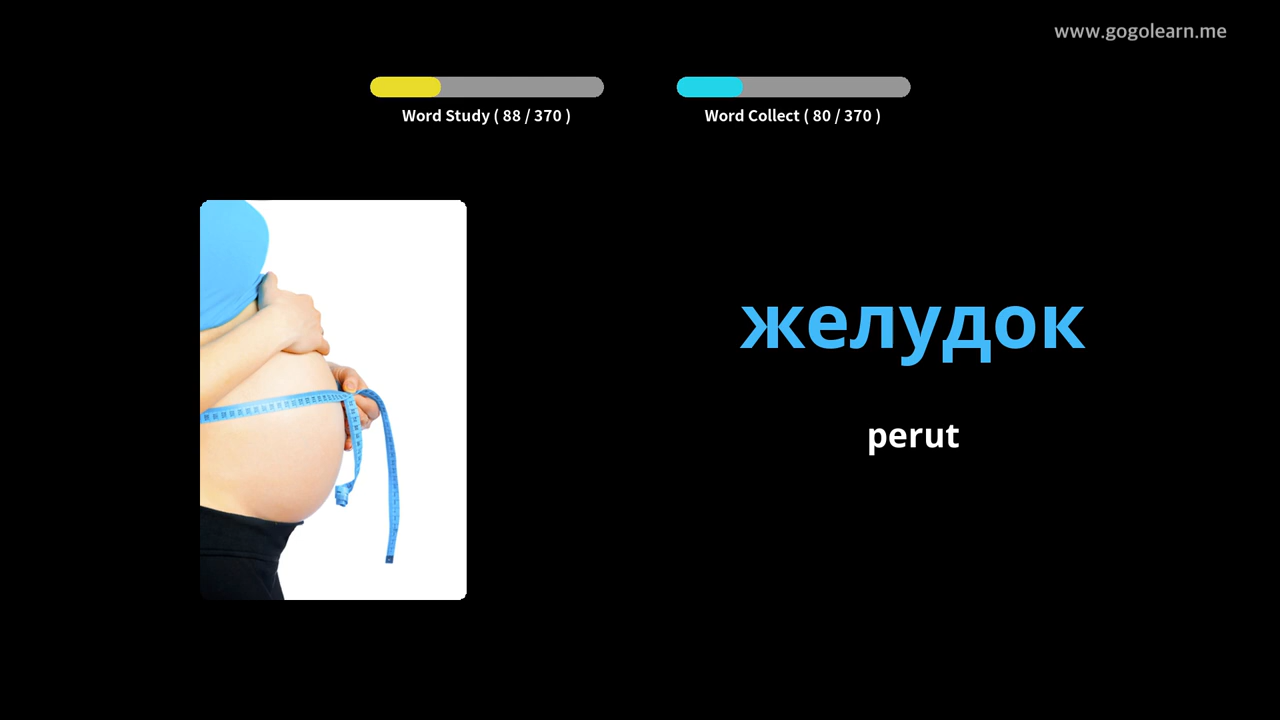 www.gogolearn.me
Word Study ( 88 / 370 )
Word Collect ( 80 / 370 )
желудок
perut